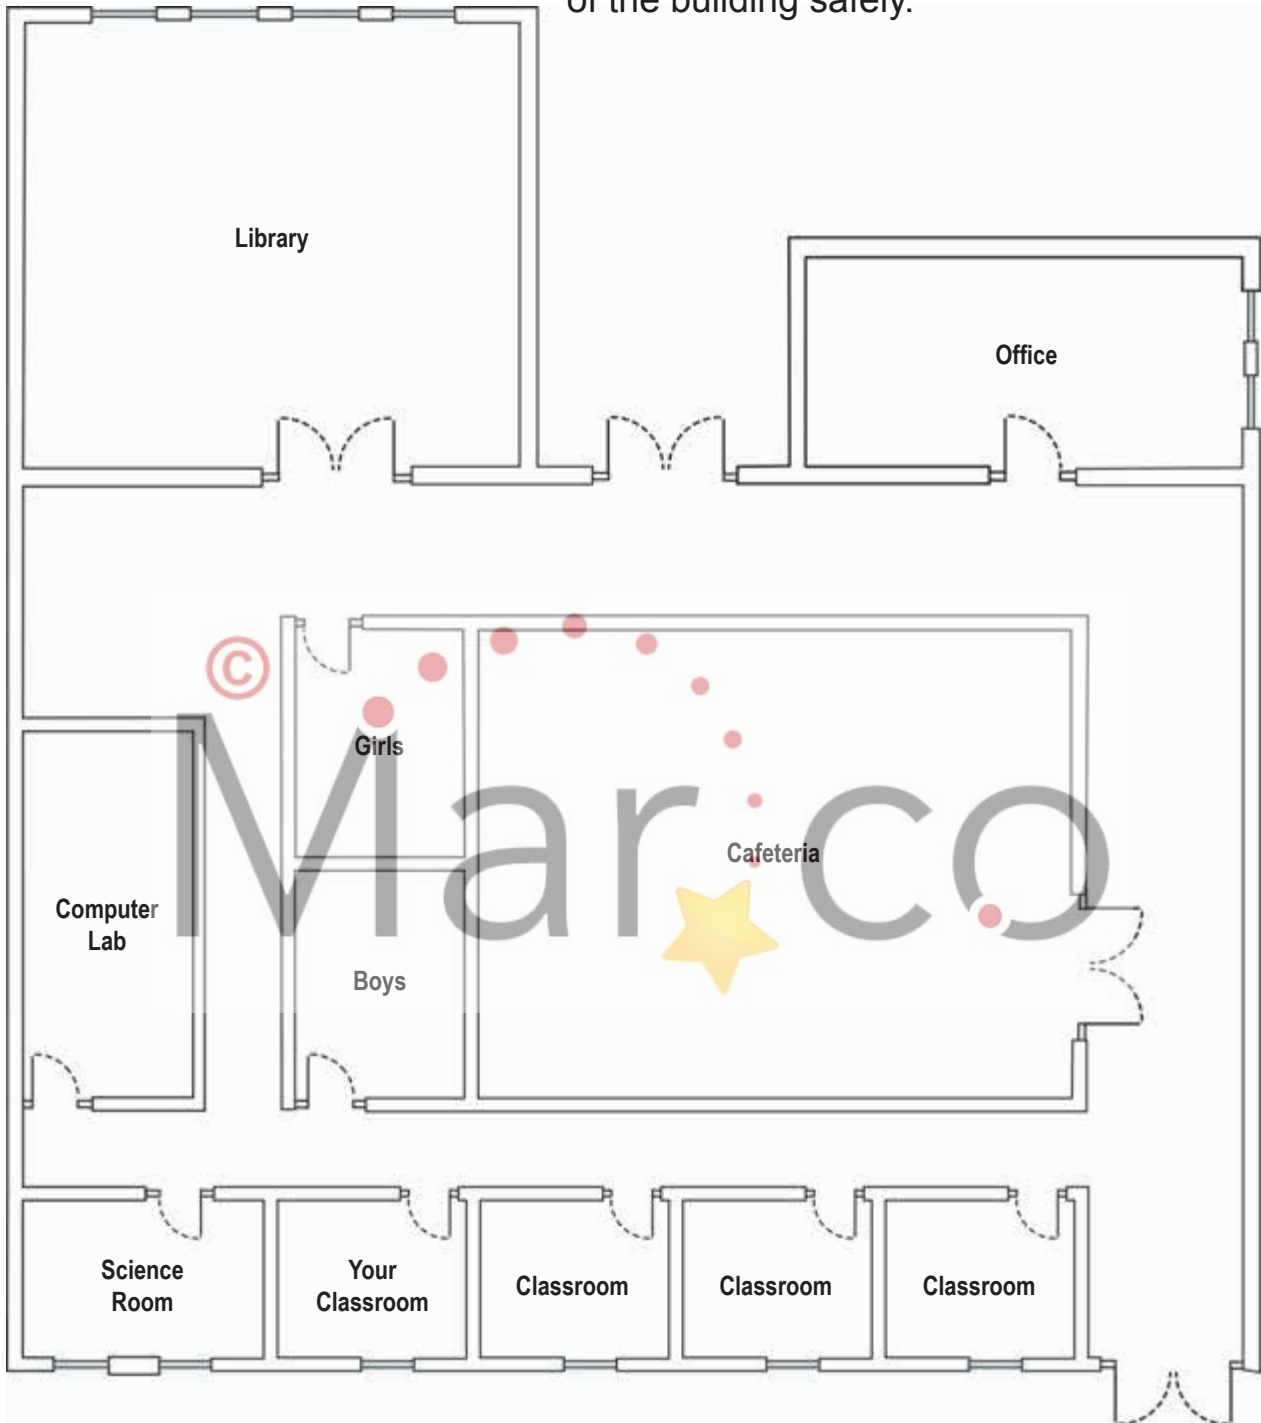 of the building safely.
Library
Office
©
Girls
Marco
Cafeteria
Computer
Lab
Boys
Science
Room
Your
Classroom
Classroom
Classroom
Classroom